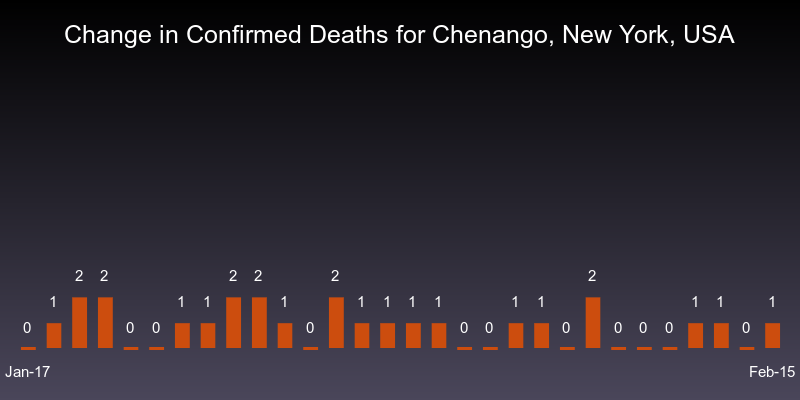 Change in Confirmed Deaths for Chenango, New York, USA
0 1 2 2 0 0 1 1 2 2 1 0 2 1 1 1 1 0 0 1 1 0 2 0 0 0 1 1 0 1
Jan-17 Feb-15